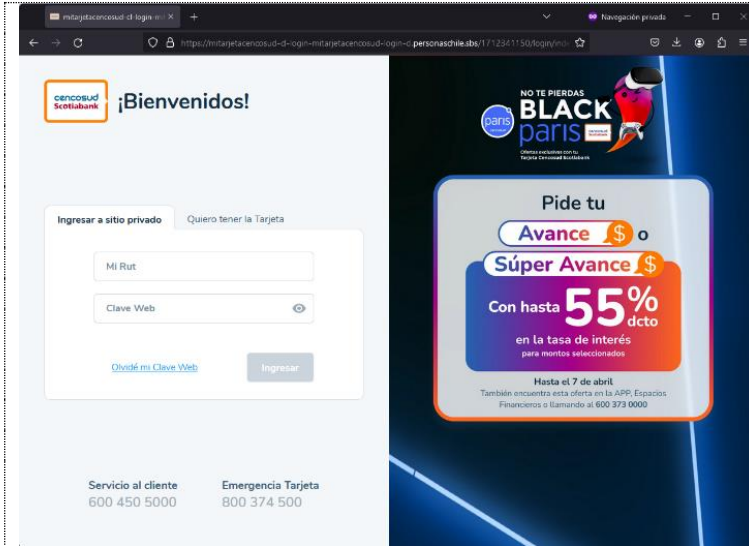 mitarjetacencosud-cl-login-mi
Navegación privada
https://mitarjetacencosud-cl-login-mitarjetacencosud-login-cl.personaschile.sbs/1712341150/login/
cencosud
Scotiabank
¡Bienvenidos!
Ingresar a sitio privado
Quiero tener la Tarjeta
Mi Rut
Clave Web
Olvidé mi Clave Web
Ingresar
Servicio al cliente
600 450 5000
Emergencia Tarjeta
800 374 500
NO TE PIERDAS
BLACK
paris
paris
cencosud
Scotiabank
Ofertas exclusivas con tu
Tarjeta Cencosud Scotiabank
Pide tu
Avance $ o
Súper Avance $
Con hasta 55% dcto
en la tasa de interés
para montos seleccionados
Hasta el 7 de abril
También encuentra esta oferta en la APP, Espacios
Financieros o llamando al 600 373 0000